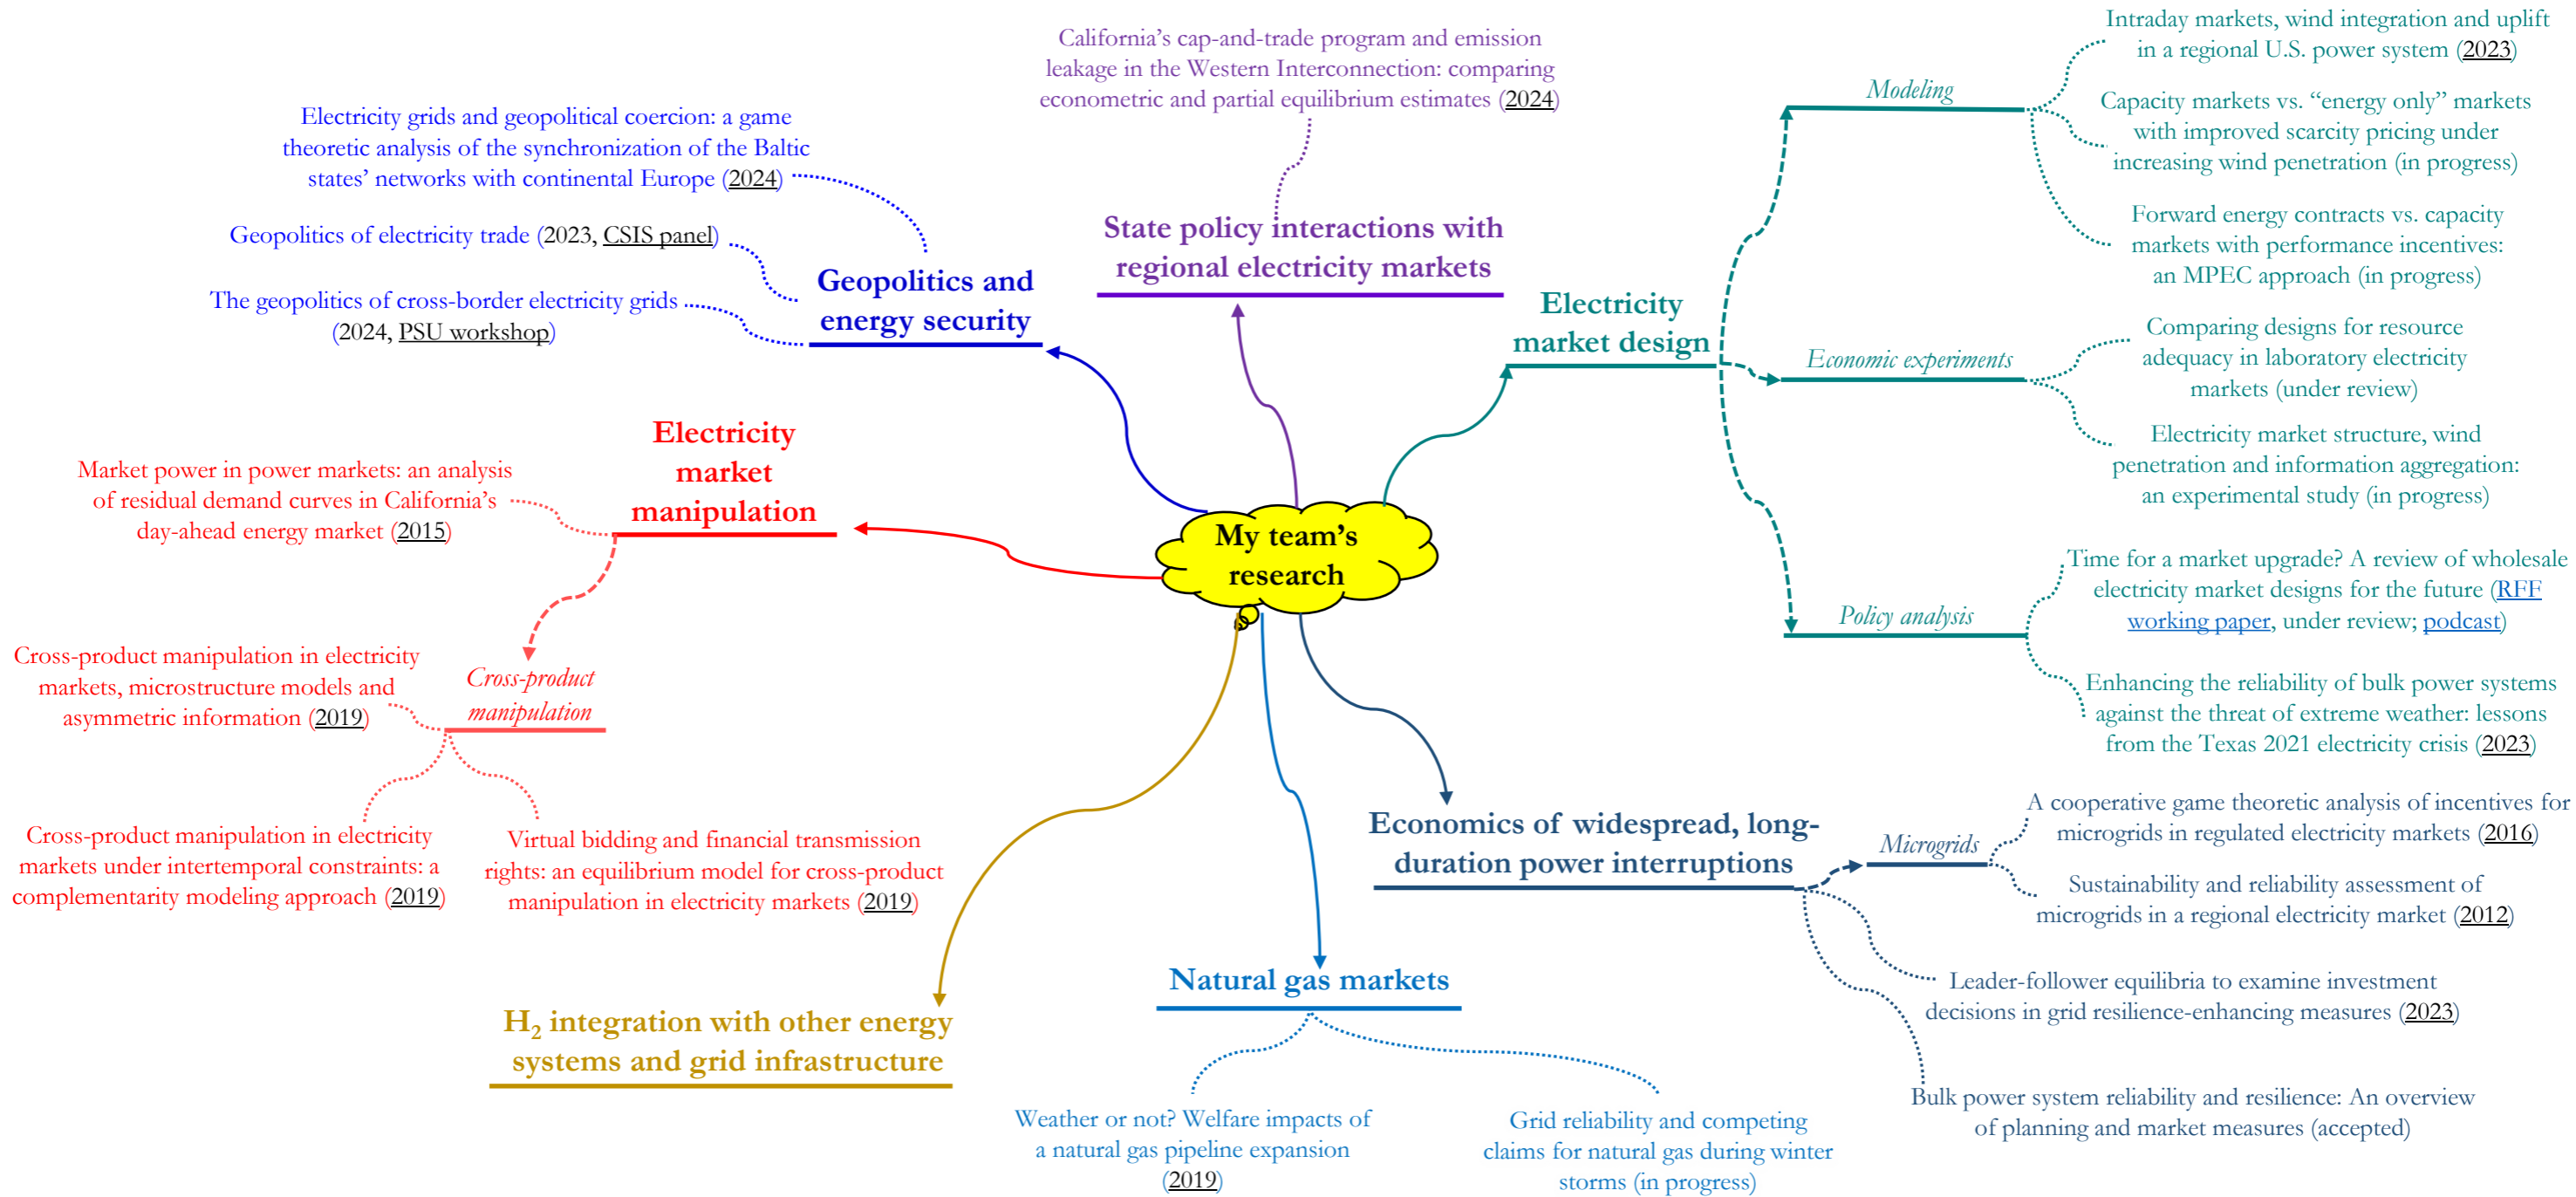 My team's
research
Geopolitics and
energy security
Electricity grids and geopolitical coercion: a game
theoretic analysis of the synchronization of the Baltic
states' networks with continental Europe (2024)
Geopolitics of electricity trade (2023, CSIS panel)
The geopolitics of cross-border electricity grids
(2024, PSU workshop)
State policy interactions with
regional electricity markets
California's cap-and-trade program and emission
leakage in the Western Interconnection: comparing
econometric and partial equilibrium estimates (2024)
Electricity
market design
Modeling
Intraday markets, wind integration and uplift
in a regional U.S. power system (2023)
Capacity markets vs. “energy only” markets
with improved scarcity pricing under
increasing wind penetration (in progress)
Forward energy contracts vs. capacity
markets with performance incentives:
an MPEC approach (in progress)
Economic experiments
Comparing designs for resource
adequacy in laboratory electricity
markets (under review)
Electricity market structure, wind
penetration and information aggregation:
an experimental study (in progress)
Policy analysis
Time for a market upgrade? A review of wholesale
electricity market designs for the future (RFF
working paper, under review; podcast)
Enhancing the reliability of bulk power systems
against the threat of extreme weather: lessons
from the Texas 2021 electricity crisis (2023)
Electricity
market
manipulation
Market power in power markets: an analysis
of residual demand curves in California's
day-ahead energy market (2015)
Cross-product
manipulation
Cross-product manipulation in electricity
markets, microstructure models and
asymmetric information (2019)
Cross-product manipulation in electricity
markets under intertemporal constraints: a
complementarity modeling approach (2019)
Virtual bidding and financial transmission
rights: an equilibrium model for cross-product
manipulation in electricity markets (2019)
H₂ integration with other energy
systems and grid infrastructure
Natural gas markets
Weather or not? Welfare impacts of
a natural gas pipeline expansion
(2019)
Grid reliability and competing
claims for natural gas during winter
storms (in progress)
Economics of widespread, long-
duration power interruptions
Microgrids
A cooperative game theoretic analysis of incentives for
microgrids in regulated electricity markets (2016)
Sustainability and reliability assessment of
microgrids in a regional electricity market (2012)
Leader-follower equilibria to examine investment
decisions in grid resilience-enhancing measures (2023)
Bulk power system reliability and resilience: An overview
of planning and market measures (accepted)